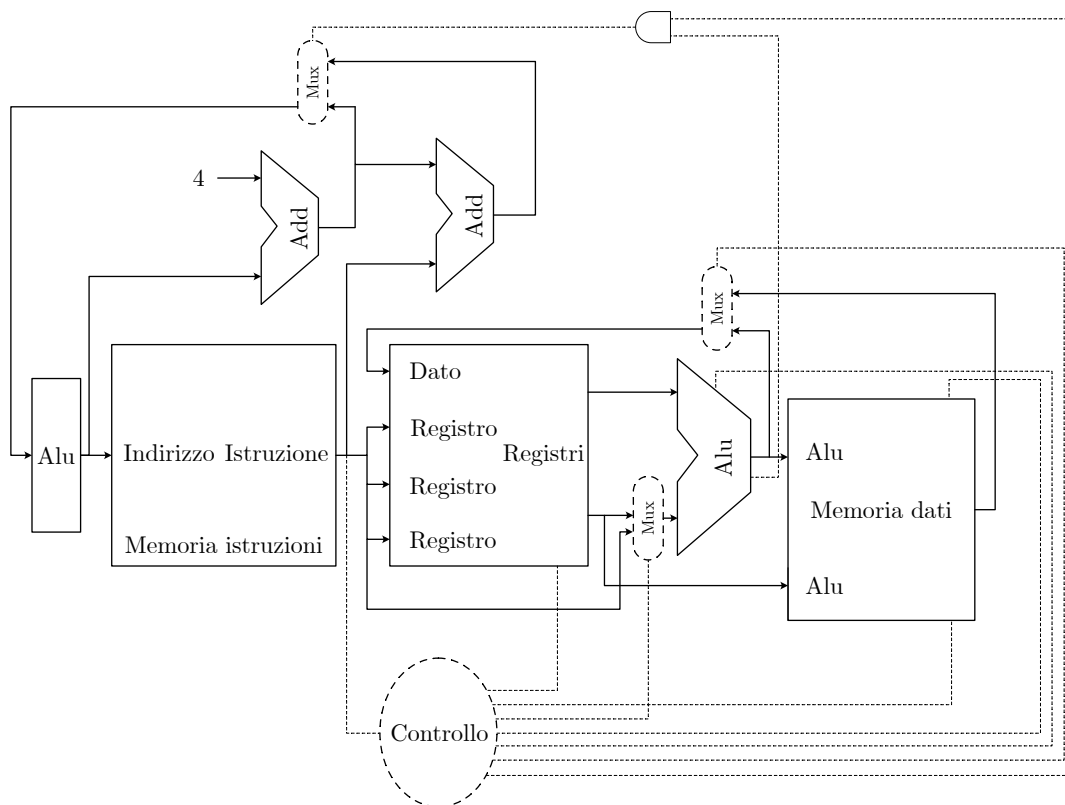 Mux
4
Add
Add
Mux
Dato
Registro
Alu
Indirizzo Istruzione
Registri
Alu
Alu
Registro
Mux
Memoria dati
Memoria istruzioni
Registro
Alu
Controllo